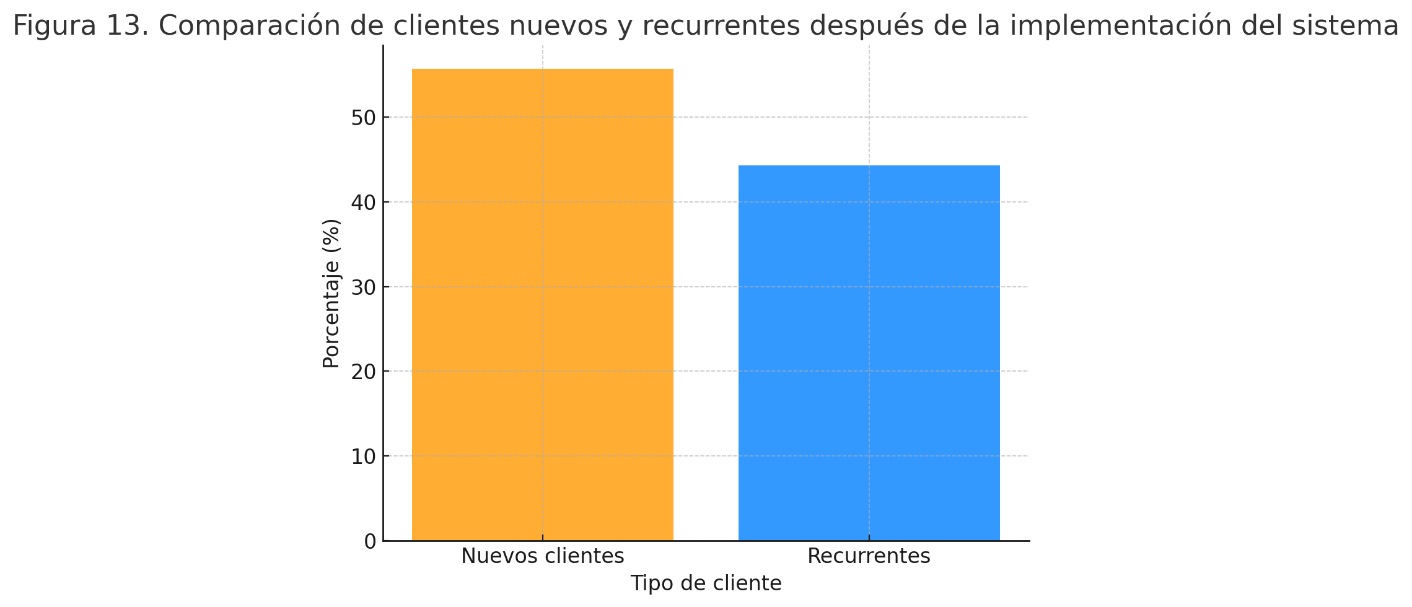 Figura 13. Comparación de clientes nuevos y recurrentes después de la implementación del sistema
50
40
30
20
10
0
Porcentaje (%)
Nuevos clientes
Recurrentes
Tipo de cliente